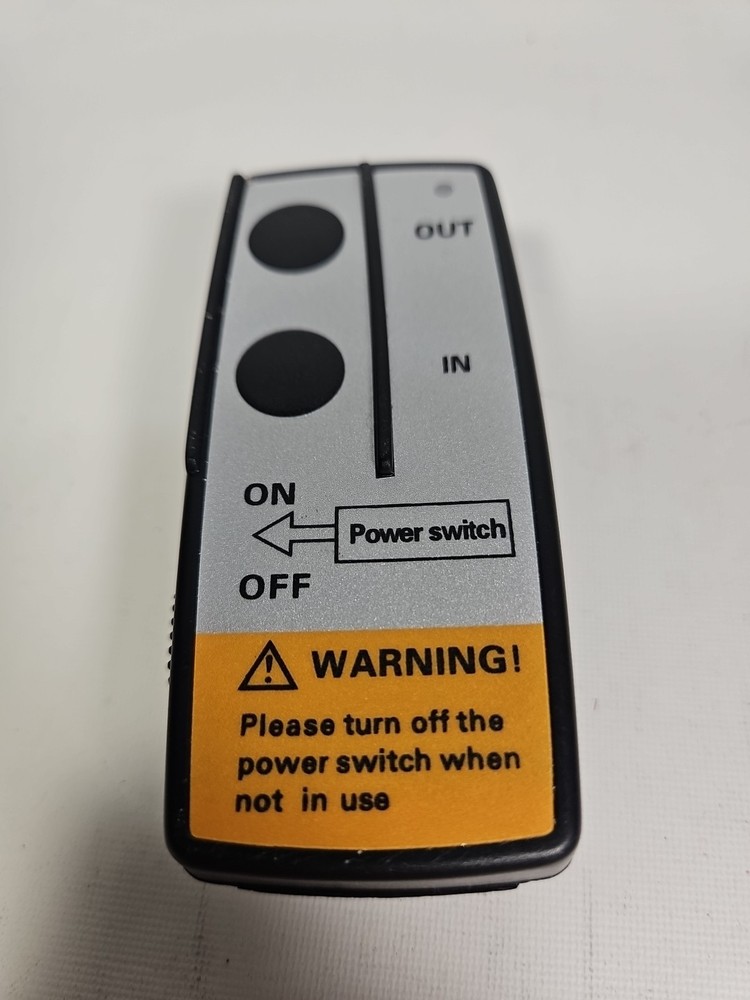 OUT
IN
ON
Power switch
OFF
WARNING!
Please turn off the
power switch when
not in use